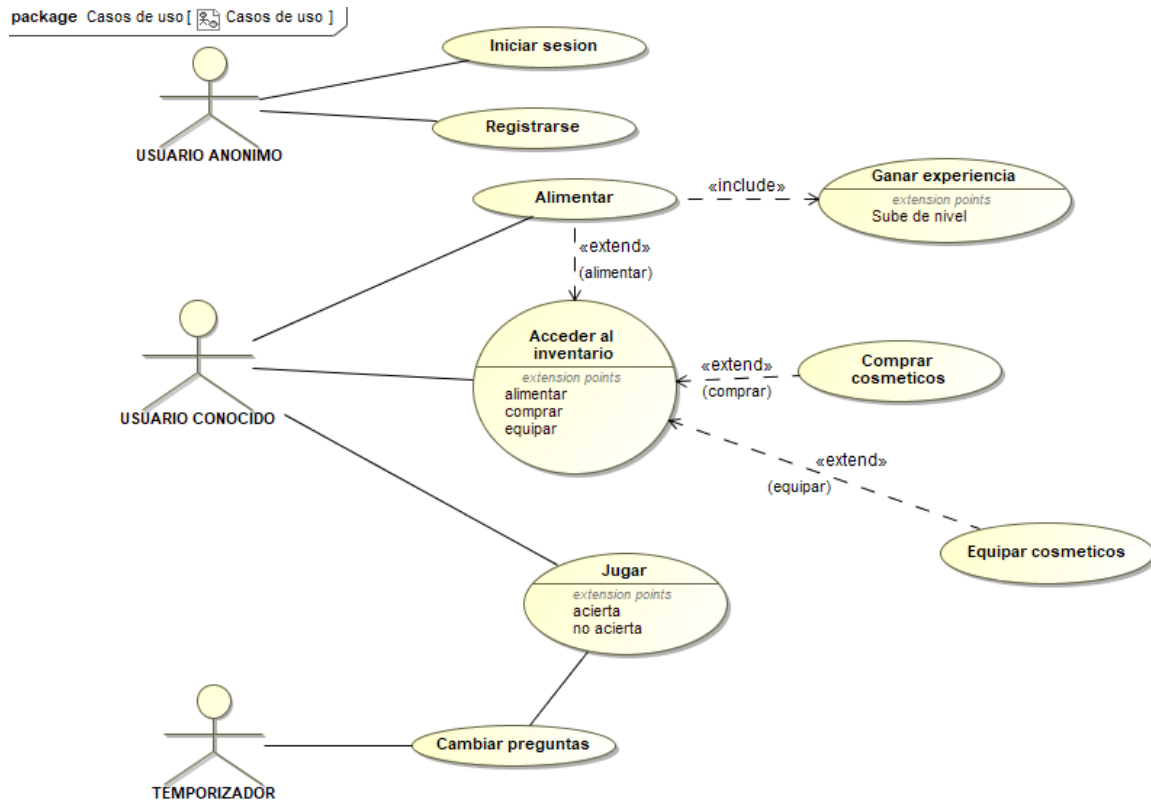 package Casos de uso [ Casos de uso ]
Iniciar sesion
Registrarse
USUARIO ANONIMO
Alimentar
«include»
Ganar experiencia
extension points
Sube de nivel
«extend»
(alimentar)
Acceder al
inventario
extension points
alimentar
comprar
equipar
«extend»
(comprar)
Comprar
cosmeticos
USUARIO CONOCIDO
«extend»
(equipar)
Equipar cosmeticos
Jugar
extension points
acierta
no acierta
Cambiar preguntas
TEMPORIZADOR